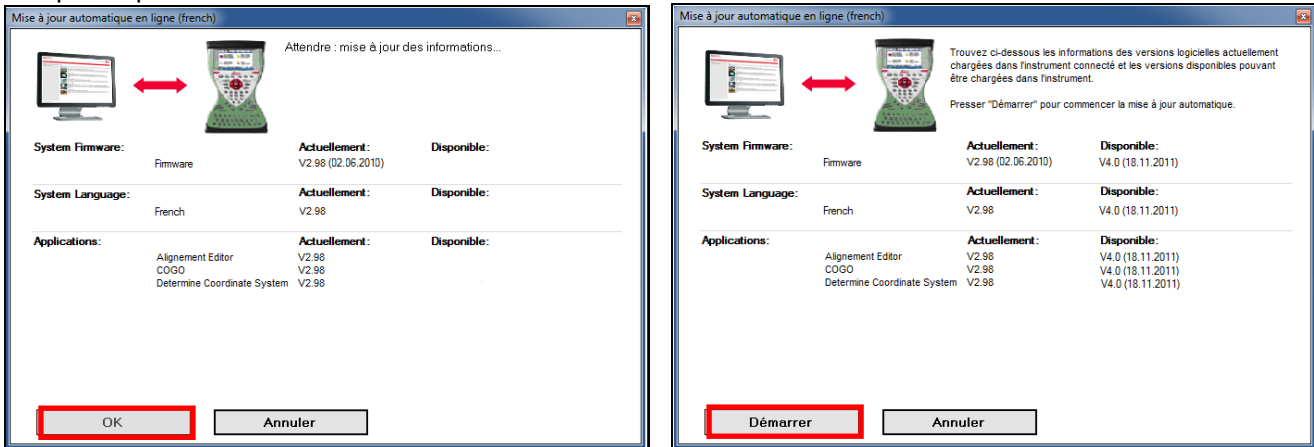 Mise à jour automatique en ligne (french)
Attendre : mise à jour des informations...
System Firmware:
Actuellement:
Disponible:
Firmware
V2.98 (02.06.2010)
System Language:
Actuellement:
Disponible:
French
V2.98
Applications:
Actuellement:
Disponible:
Alignement Editor
V2.98
COGO
V2.98
Determine Coordinate System
V2.98
OK
Annuler
Mise à jour automatique en ligne (french)
Trouvez ci-dessous les informations des versions logicielles actuellement
chargées dans l'instrument connecté et les versions disponibles pouvant
être chargées dans l'instrument.
Presser "Démarrer" pour commencer la mise à jour automatique.
System Firmware:
Actuellement:
Disponible:
Firmware
V2.98 (02.06.2010)
V4.0 (18.11.2011)
System Language:
Actuellement:
Disponible:
French
V2.98
V4.0 (18.11.2011)
Applications:
Actuellement:
Disponible:
Alignement Editor
V2.98
V4.0 (18.11.2011)
COGO
V2.98
V4.0 (18.11.2011)
Determine Coordinate System
V2.98
V4.0 (18.11.2011)
Démarrer
Annuler